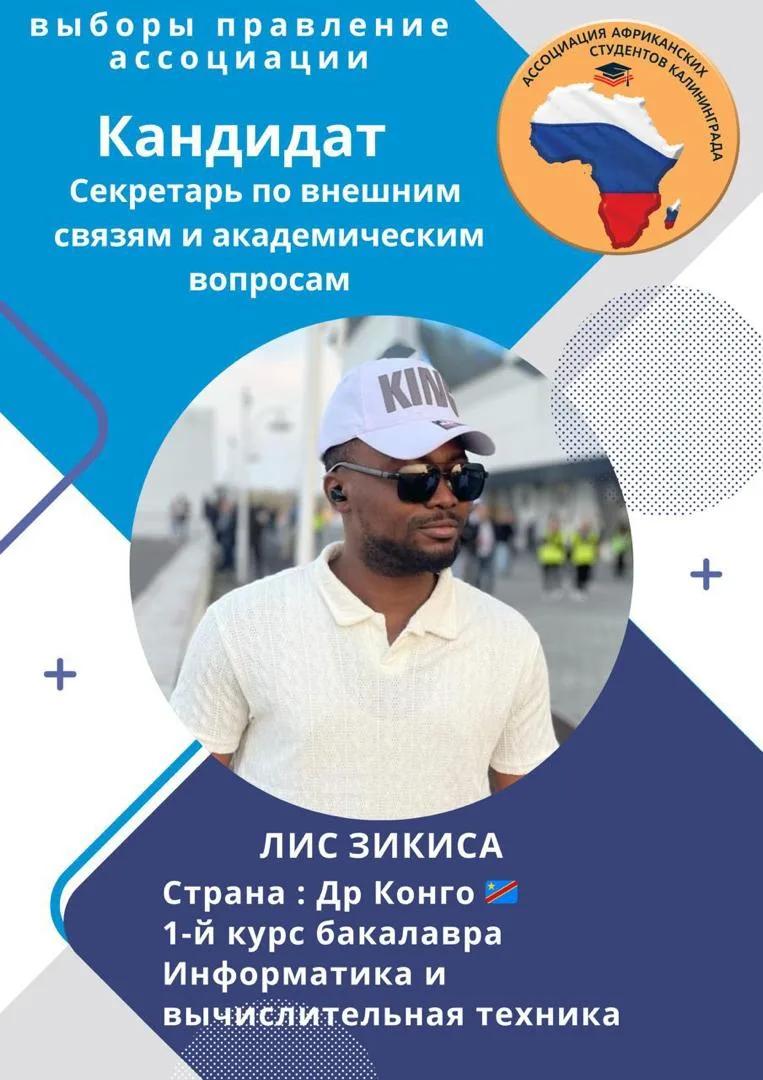 выборы правление
ассоциации
АССОЦИАЦИЯ АФРИКАНСКИХ
СТУДЕНТОВ КАЛИНИНГРАДА
Кандидат
Секретарь по внешним
связям и академическим
вопросам
KING
ЛИС ЗИКИСА
Страна : Др Конго 🇨🇩
1-й курс бакалавра
Информатика и
вычислительная техника